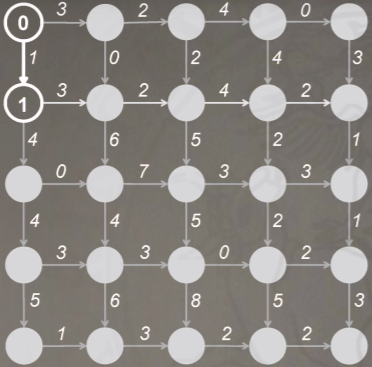 0 3 2 4 0
1 0 2 4 3
1 3 2 4 2
4 6 5 2 1
0 7 3 3
4 4 5 2 1
3 3 0 2
5 6 8 5 3
1 3 2 2